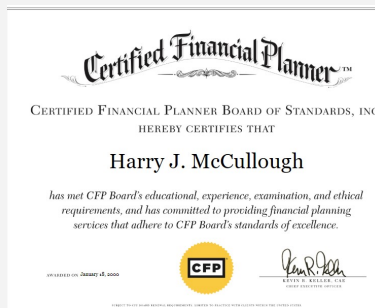 Certified Financial Planner™
CERTIFIED FINANCIAL PLANNER BOARD OF STANDARDS, INC
HEREBY CERTIFIES THAT
Harry J. McCullough
has met CFP Board's educational, experience, examination, and ethical
requirements, and has committed to providing financial planning
services that adhere to CFP Board's standards of excellence.
CFP
AWARDED ON January 18, 2000
KEVIN R. KELLER, CAE
CHIEF EXECUTIVE OFFICER